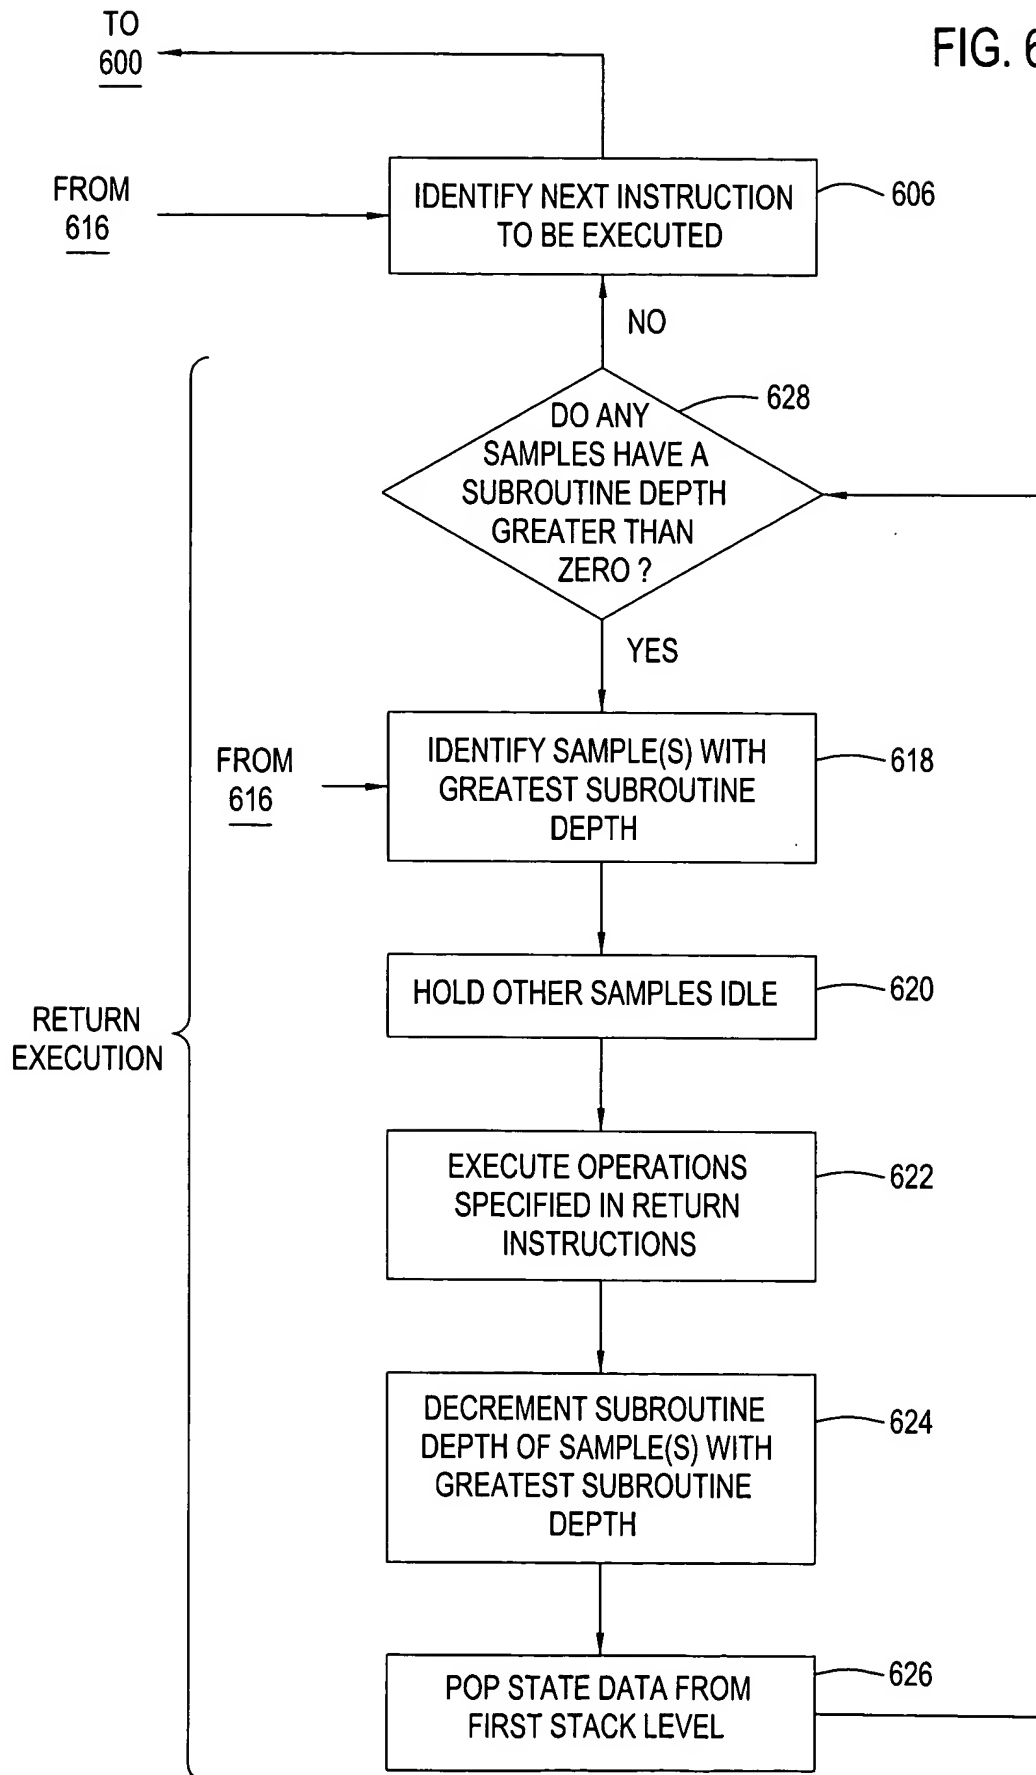 TO
600
FIG. 6
FROM
616
IDENTIFY NEXT INSTRUCTION
TO BE EXECUTED
606
NO
628
DO ANY
SAMPLES HAVE A
SUBROUTINE DEPTH
GREATER THAN
ZERO ?
YES
FROM
616
IDENTIFY SAMPLE(S) WITH
GREATEST SUBROUTINE
DEPTH
618
HOLD OTHER SAMPLES IDLE
620
RETURN
EXECUTION
EXECUTE OPERATIONS
SPECIFIED IN RETURN
INSTRUCTIONS
622
DECREMENT SUBROUTINE
DEPTH OF SAMPLE(S) WITH
GREATEST SUBROUTINE
DEPTH
624
POP STATE DATA FROM
FIRST STACK LEVEL
626